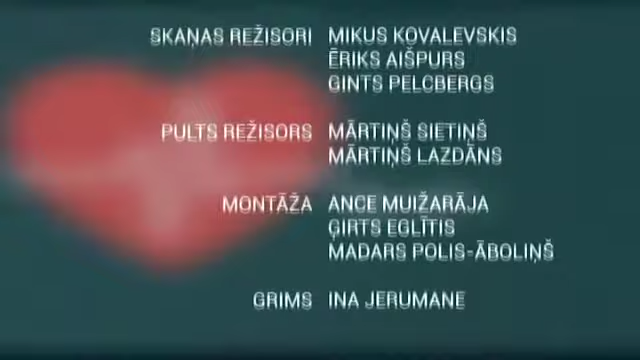 SKAŅAS REŽISORI MIKUS KOVALEVSKIS
ĒRIKS AIŠPURS
GINTS PELCBERGS
PULTS REŽISORS MĀRTIŅŠ SIETIŅŠ
MĀRTIŅŠ LAZDĀNS
MONTĀŽA ANCE MUIŽARĀJA
ĢIRTS EGLĪTIS
MADARS POLIS-ĀBOLIŅŠ
GRIMS INA JERUMANE